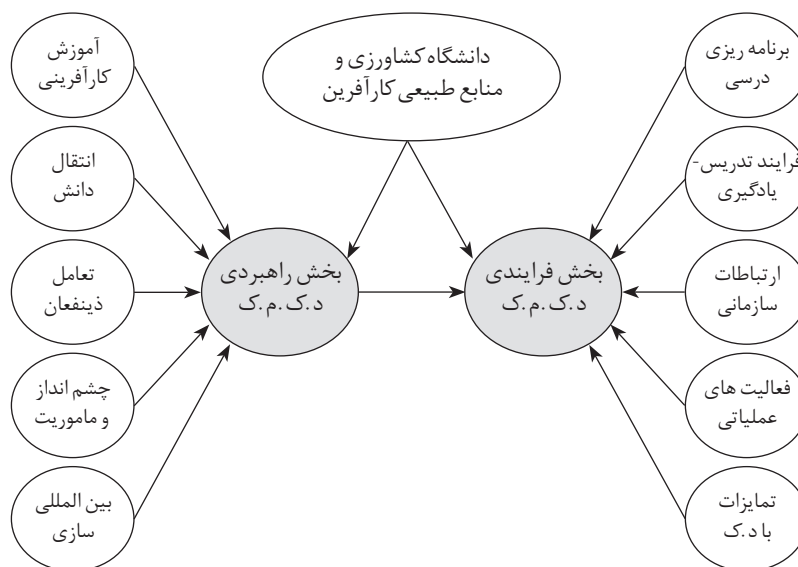 دانشگاه کشاورزی و
منابع طبیعی کارآفرین
برنامه ریزی
درسی
فرایند تدریس-
یادگیری
ارتباطات
سازمانی
فعالیت های
عملیاتی
تمایزات
با د.ک
بخش فرایندی
د.ک.م.ک
بخش راهبردی
د.ک.م.ک
آموزش
کارآفرینی
انتقال
دانش
تعامل
ذینفعان
چشم انداز
و ماموریت
بین المللی
سازی